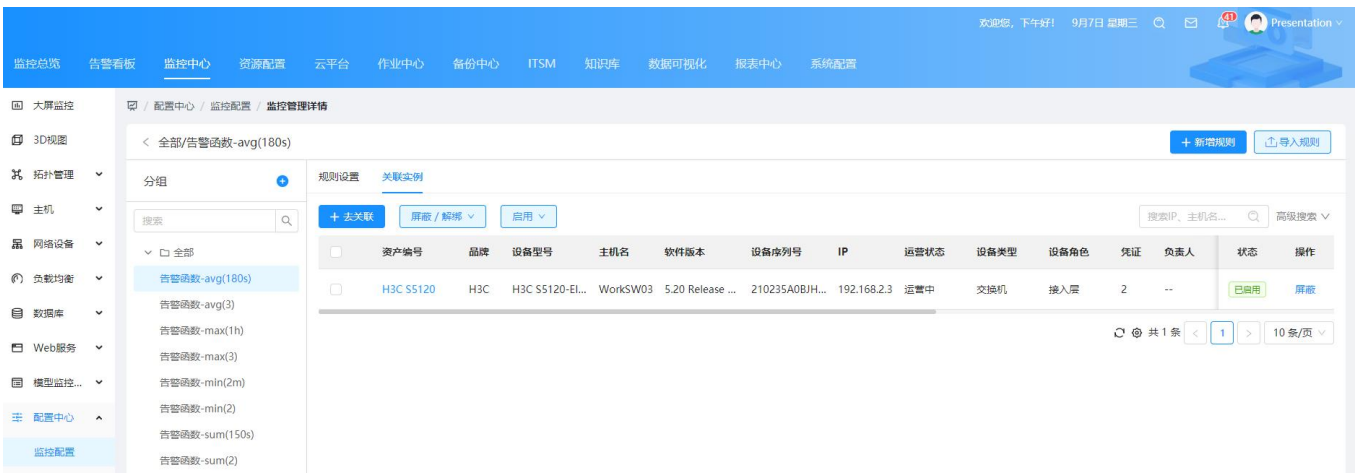 欢迎您，下午好! 9月7日 星期三 41 Presentation
监控总览 告警看板 监控中心 资源配置 云平台 作业中心 备份中心 ITSM 知识库 数据可视化 报表中心 系统配置
大屏监控
3D视图
拓扑管理
主机
网络设备
负载均衡
数据库
Web服务
模型监控...
配置中心
监控配置
/ 配置中心 / 监控配置 / 监控管理详情
< 全部/告警函数-avg(180s)
+ 新增规则 导入规则
分组
搜索
全部
告警函数-avg(180s)
告警函数-avg(3)
告警函数-max(1h)
告警函数-max(3)
告警函数-min(2m)
告警函数-min(2)
告警函数-sum(150s)
告警函数-sum(2)
规则设置 关联实例
+ 去关联 屏蔽 / 解绑 启用 搜索IP、主机名... 高级搜索
资产编号 品牌 设备型号 主机名 软件版本 设备序列号 IP 运营状态 设备类型 设备角色 凭证 负责人 状态 操作
H3C S5120 H3C H3C S5120-EI... WorkSW03 5.20 Release ... 210235A0BJH... 192.168.2.3 运营中 交换机 接入层 2 -- 已启用 屏蔽
共 1 条 < 1 > 10 条/页